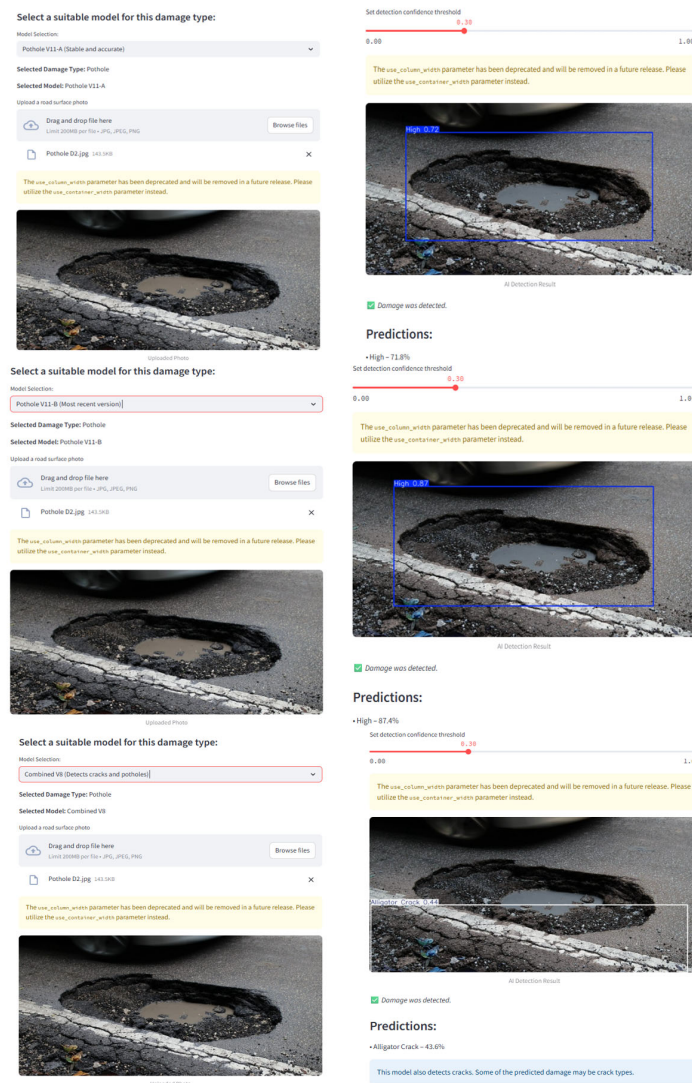 Select a suitable model for this damage type:
Model Selection:
Pothole V11-A (Stable and accurate)
Selected Damage Type: Pothole
Selected Model: Pothole V11-A
Upload a road surface photo
Drag and drop file here
Limit 200MB per file • JPG, JPEG, PNG
Browse files
Pothole D2.jpg 143.5KB
The use_column_width parameter has been deprecated and will be removed in a future release. Please
utilize the use_container_width parameter instead.
Uploaded Photo
Set detection confidence threshold
0.30
0.00
The use_column_width parameter has been deprecated and will be removed in a future release. Please
utilize the use_container_width parameter instead.
High 0.72
AI Detection Result
Damage was detected.
Predictions:
• High – 71.8%
Select a suitable model for this damage type:
Model Selection:
Pothole V11-B (Most recent version)
Selected Damage Type: Pothole
Selected Model: Pothole V11-B
Upload a road surface photo
Drag and drop file here
Limit 200MB per file • JPG, JPEG, PNG
Browse files
Pothole D2.jpg 143.5KB
The use_column_width parameter has been deprecated and will be removed in a future release. Please
utilize the use_container_width parameter instead.
Uploaded Photo
Set detection confidence threshold
0.30
0.00
The use_column_width parameter has been deprecated and will be removed in a future release. Please
utilize the use_container_width parameter instead.
High 0.87
AI Detection Result
Damage was detected.
Predictions:
• High – 87.4%
Select a suitable model for this damage type:
Model Selection:
Combined V8 (Detects cracks and potholes)
Selected Damage Type: Pothole
Selected Model: Combined V8
Upload a road surface photo
Drag and drop file here
Limit 200MB per file • JPG, JPEG, PNG
Browse files
Pothole D2.jpg 143.5KB
The use_column_width parameter has been deprecated and will be removed in a future release. Please
utilize the use_container_width parameter instead.
Set detection confidence threshold
0.30
0.00
The use_column_width parameter has been deprecated and will be removed in a future release. Please
utilize the use_container_width parameter instead.
Alligator Crack 0.44
AI Detection Result
Damage was detected.
Predictions:
• Alligator Crack – 43.6%
This model also detects cracks. Some of the predicted damage may be crack types.